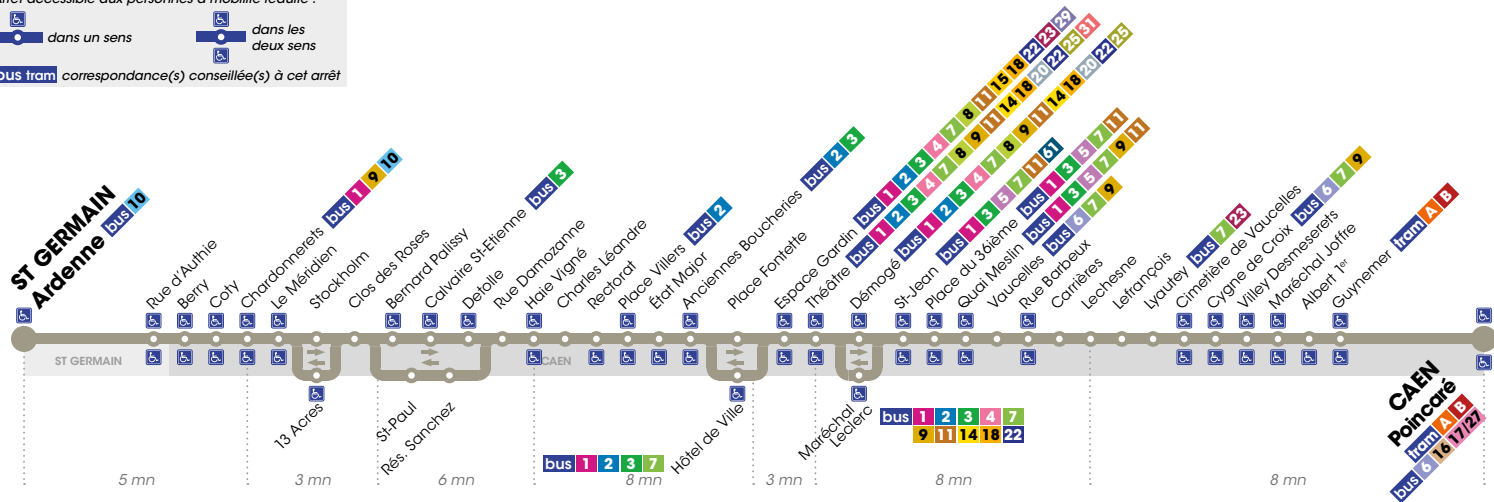 Arrêt accessible aux personnes à mobilité réduite :
dans un sens
dans les
deux sens
bus tram correspondance(s) conseillée(s) à cet arrêt
ST GERMAIN
Ardenne bus 10
Rue d'Authie
Berry
Coty
Chardonnerets bus 1 9 10
Le Méridien
Stockholm
Clos des Roses
Bernard Palissy
Calvaire St-Etienne bus 3
Detolle
Rue Damozanne
Haie Vigné
Charles Léandre
Rectorat
Place Villers bus 2
État Major
Anciennes Boucheries bus 2 3
Place Fontette
Espace Gardin bus 1 2 3 4 7 8 11 15 18 22 23 29
Théâtre bus 1 2 3 4 7 8 9 11 14 18 20 22 25 31
Démogé bus 1 2 3 4 7 8 9 11 14 18 20 22 25
St-Jean bus 1 3 5 7 11 61
Place du 36ième bus 1 3 5 7 11
Quai Meslin bus 1 3 5 7 9 11
Vaucelles bus 6 7 9
Rue Barbeux
Carrières
Lechesne
Lefrançois
Lyautey bus 7 23
Cimetière de Vaucelles
Cygne de Croix bus 6 7 9
Villey Desmeserets
Maréchal Joffre
Albert 1er
Guynemer tram A B
ST GERMAIN
CAEN
13 Acres
St-Paul
Rés. Sanchez
Hôtel de Ville
bus 1 2 3 7
Maréchal
Leclerc
bus 1 2 3 4 7
9 11 14 18 22
CAEN
Poincaré
tram A B
bus 6 16 17/27
5 mn
3 mn
6 mn
8 mn
3 mn
8 mn
8 mn